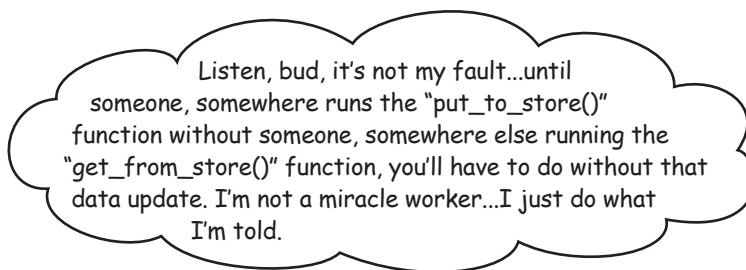 Listen, bud, it's not my fault...until
someone, somewhere runs the “put_to_store()”
function without someone, somewhere else running the
“get_from_store()” function, you'll have to do without that
data update. I'm not a miracle worker...I just do what
I'm told.